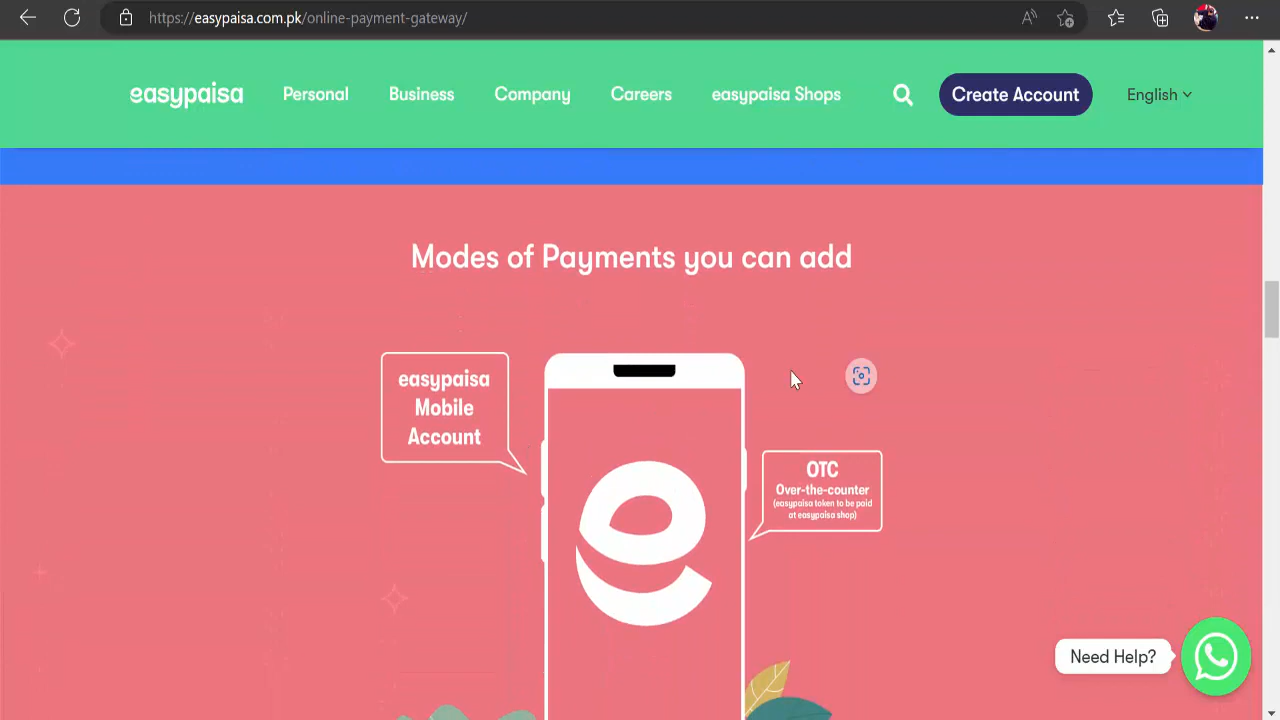 https://easypaisa.com.pk/online-payment-gateway/
easypaisa Personal Business Company Careers easypaisa Shops Create Account English
Modes of Payments you can add
easypaisa
Mobile
Account
OTC
Over-the-counter
(easypaisa token to be paid
at easypaisa shop)
e
Need Help?